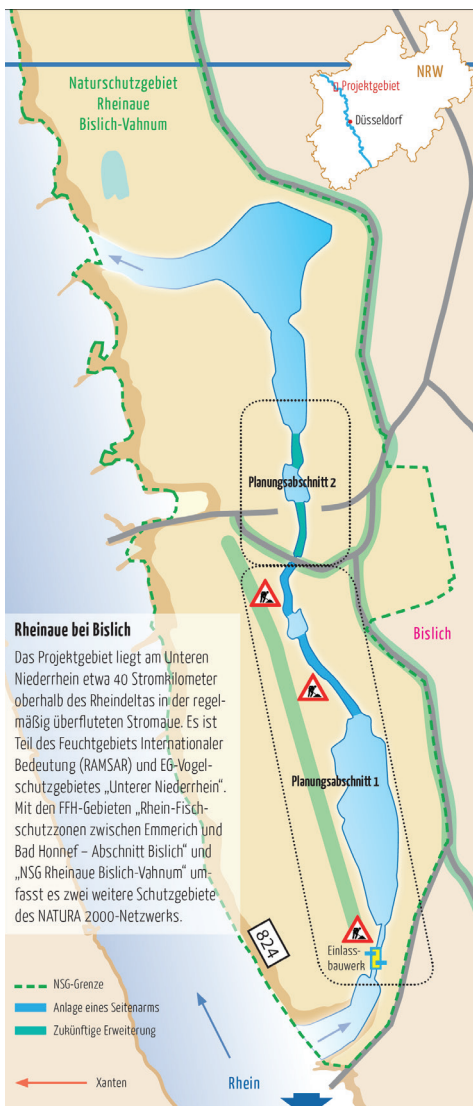 NRW
Projektgebiet
Düsseldorf
Naturschutzgebiet
Rheinaue
Bislich-Vahnum
Planungsabschnitt 2
Bislich
Rheinaue bei Bislich
Das Projektgebiet liegt am Unteren
Niederrhein etwa 40 Stromkilometer
oberhalb des Rheindeltas in der regel-
mäßig überfluteten Stromaue. Es ist
Teil des Feuchtgebiets Internationaler
Bedeutung (RAMSAR) und EG-Vogel-
schutzgebietes „Unterer Niederrhein“.
Mit den FFH-Gebieten „Rhein-Fisch-
schutzzonen zwischen Emmerich und
Bad Honnef – Abschnitt Bislich“ und
„NSG Rheinaue Bislich-Vahnum“ um-
fasst es zwei weitere Schutzgebiete
des NATURA 2000-Netzwerks.
Planungsabschnitt 1
824
Einlass-
bauwerk
NSG-Grenze
Anlage eines Seitenarms
Zukünftige Erweiterung
Xanten
Rhein